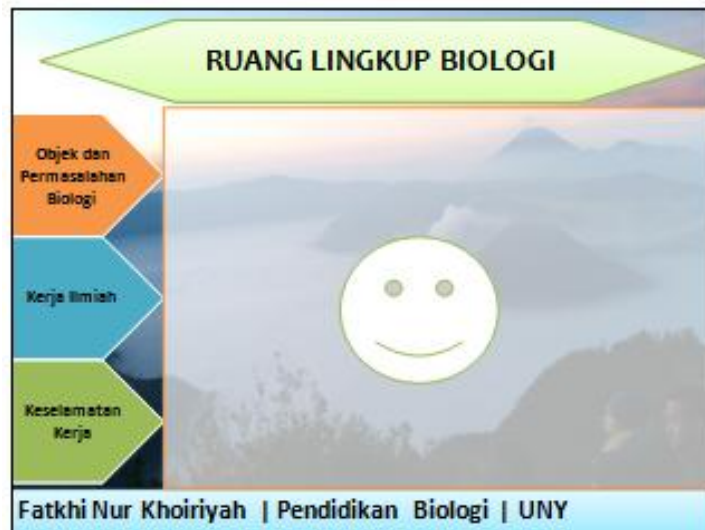 RUANG LINGKUP BIOLOGI
Objek dan
Permasalahan
Biologi
Kerja Ilmiah
Keselamatan
Kerja
Fatkhi Nur Khoiriyah | Pendidikan Biologi | UNY